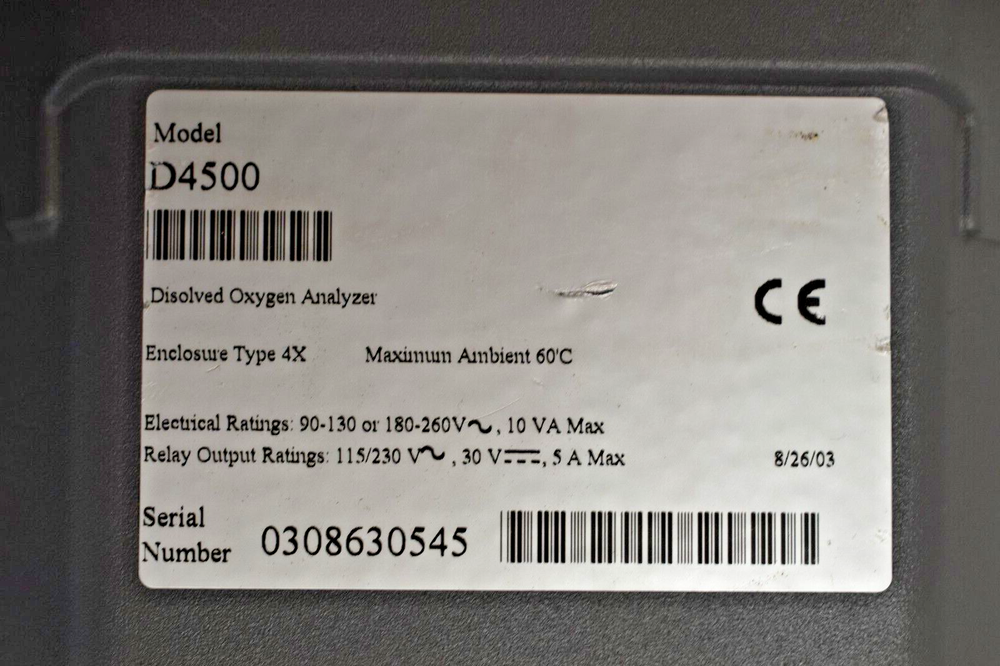 Model
D4500
Disolved Oxygen Analyzer
CE
Enclosure Type 4X Maximum Ambient 60'C
Electrical Ratings: 90-130 or 180-260V~, 10 VA Max
Relay Output Ratings: 115/230 V~, 30 V⎓, 5 A Max 8/26/03
Serial
Number 0308630545